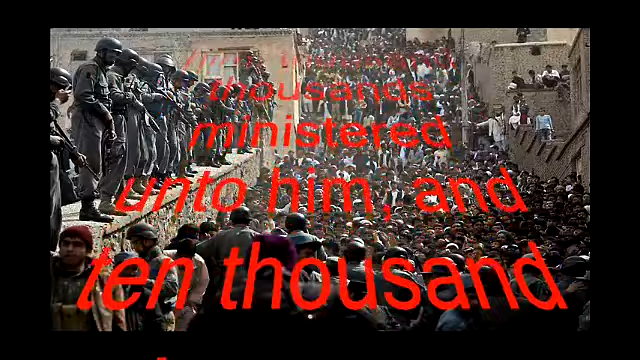 thousands
ministered
unto him, and
ten thousand